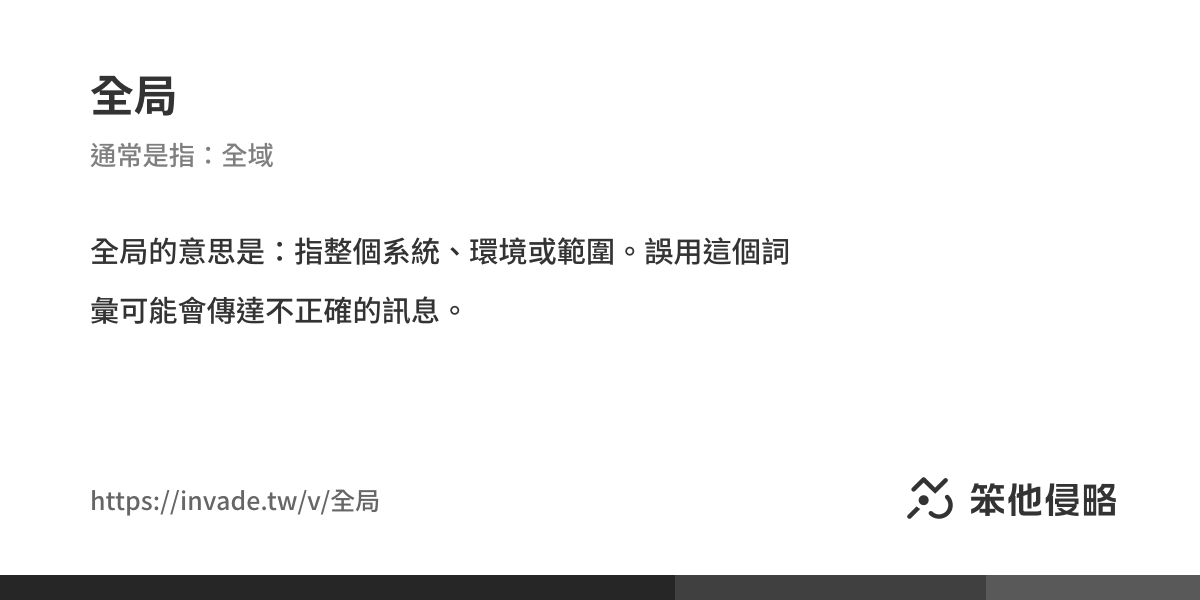 全局
通常是指：全域
全局的意思是：指整個系統、環境或範圍。誤用這個詞
彙可能會傳達不正確的訊息。
https://invade.tw/v/全局
笨他侵略